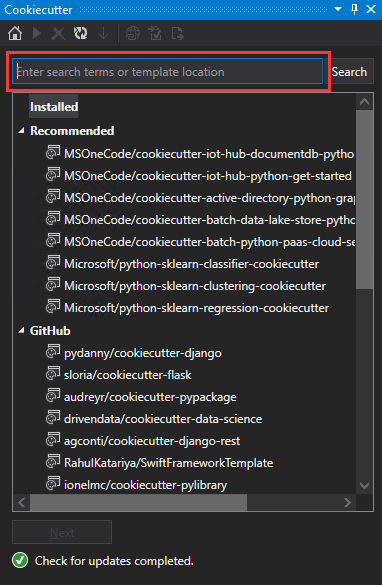 Cookiecutter
Enter search terms or template location
Search
Installed
Recommended
MSOneCode/cookiecutter-iot-hub-documentdb-pytho
MSOneCode/cookiecutter-iot-hub-python-get-started
MSOneCode/cookiecutter-active-directory-python-gra
MSOneCode/cookiecutter-batch-data-lake-store-pytho
MSOneCode/cookiecutter-batch-python-paas-cloud-se
Microsoft/python-sklearn-classifier-cookiecutter
Microsoft/python-sklearn-clustering-cookiecutter
Microsoft/python-sklearn-regression-cookiecutter
GitHub
pydanny/cookiecutter-django
sloria/cookiecutter-flask
audreyr/cookiecutter-pypackage
drivendata/cookiecutter-data-science
agconti/cookiecutter-django-rest
RahulKatariya/SwiftFrameworkTemplate
ionelmc/cookiecutter-pylibrary
Next
Check for updates completed.